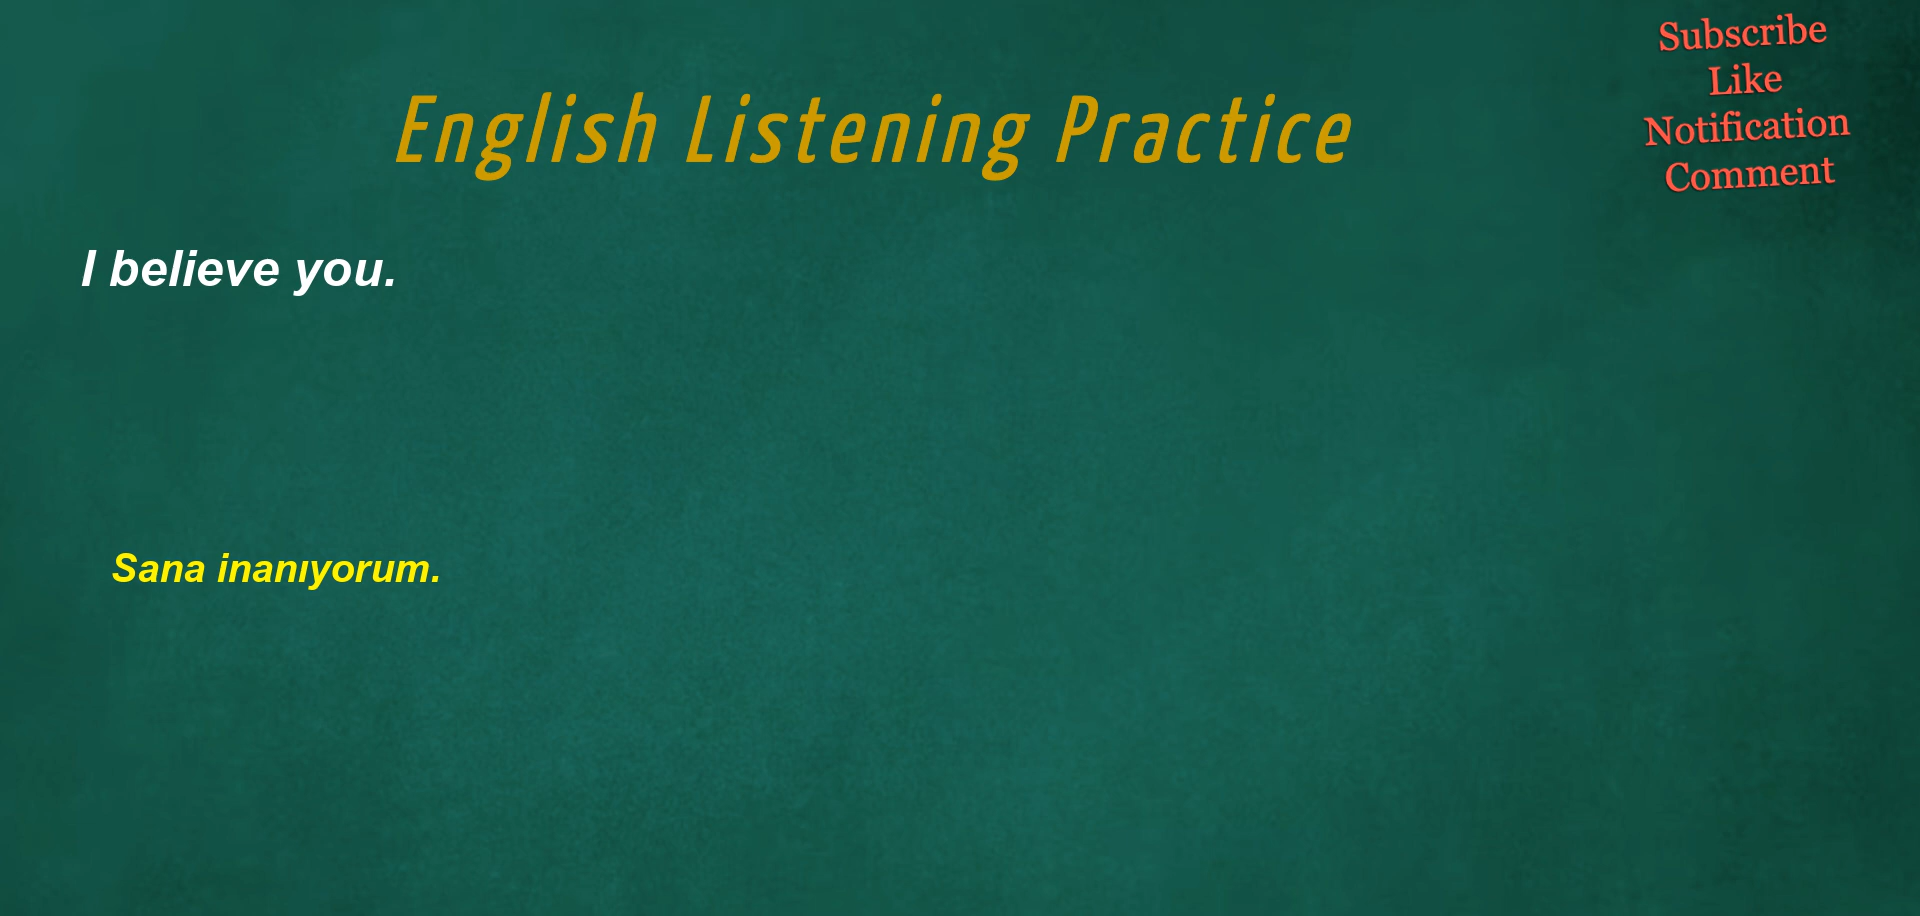 English Listening Practice
Subscribe
Like
Notification
Comment
I believe you.
Sana inanıyorum.